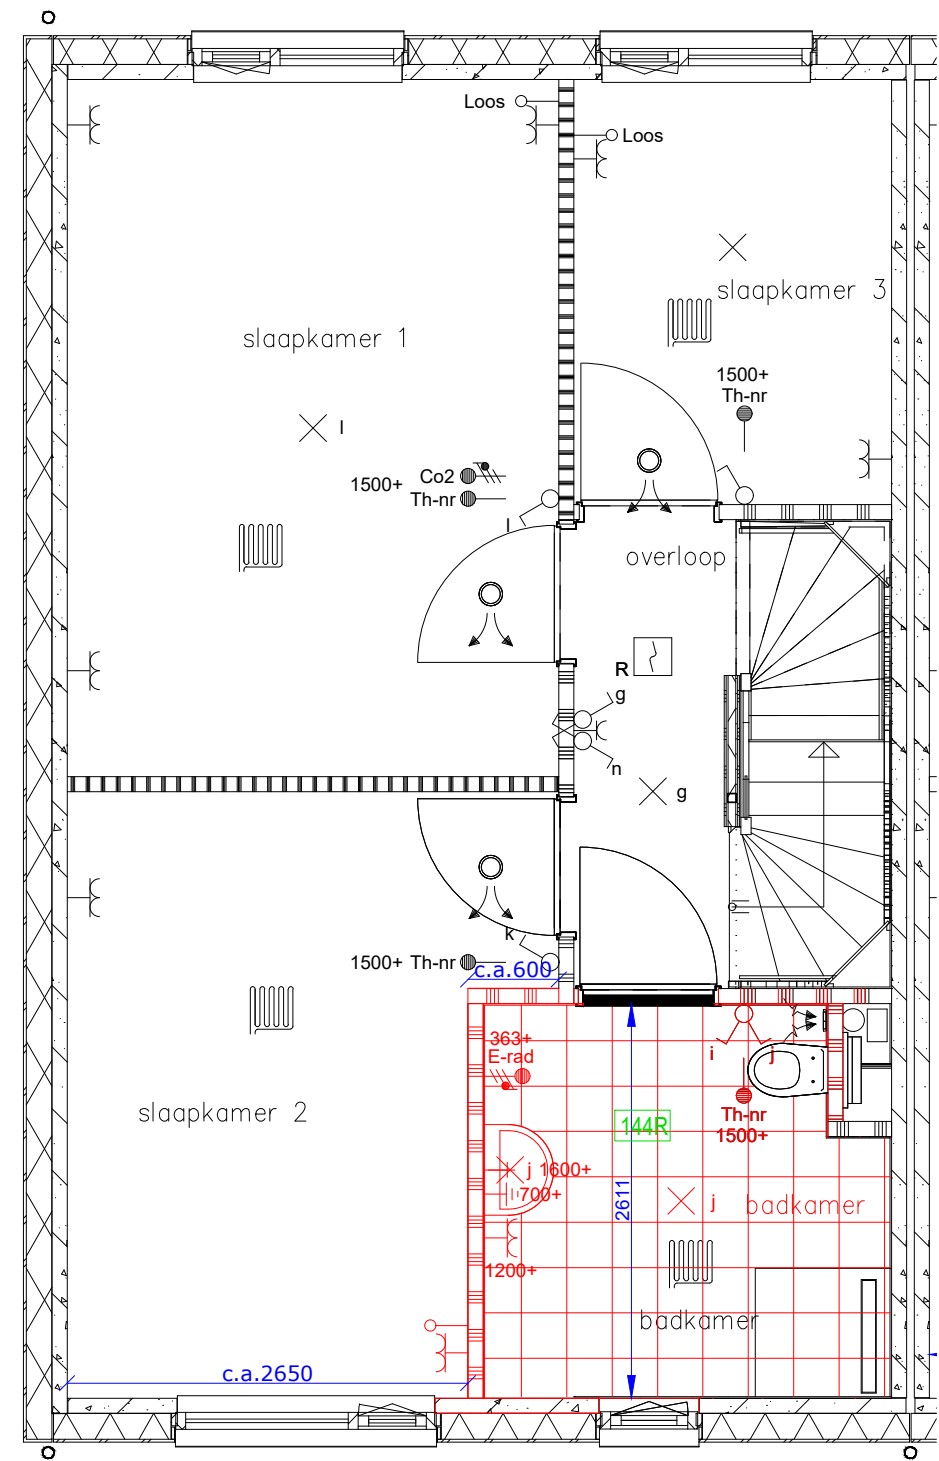 Loos
Loos
slaapkamer 3
slaapkamer 1
1500+
Th-nr
l
Co2
1500+
Th-nr
l
overloop
R
g
n
g
k
1500+ Th-nr
c.a.600
363+
E-rad
i
j
144R
Th-nr
1500+
slaapkamer 2
j 1600+
700+
2611
j
badkamer
1200+
badkamer
c.a.2650